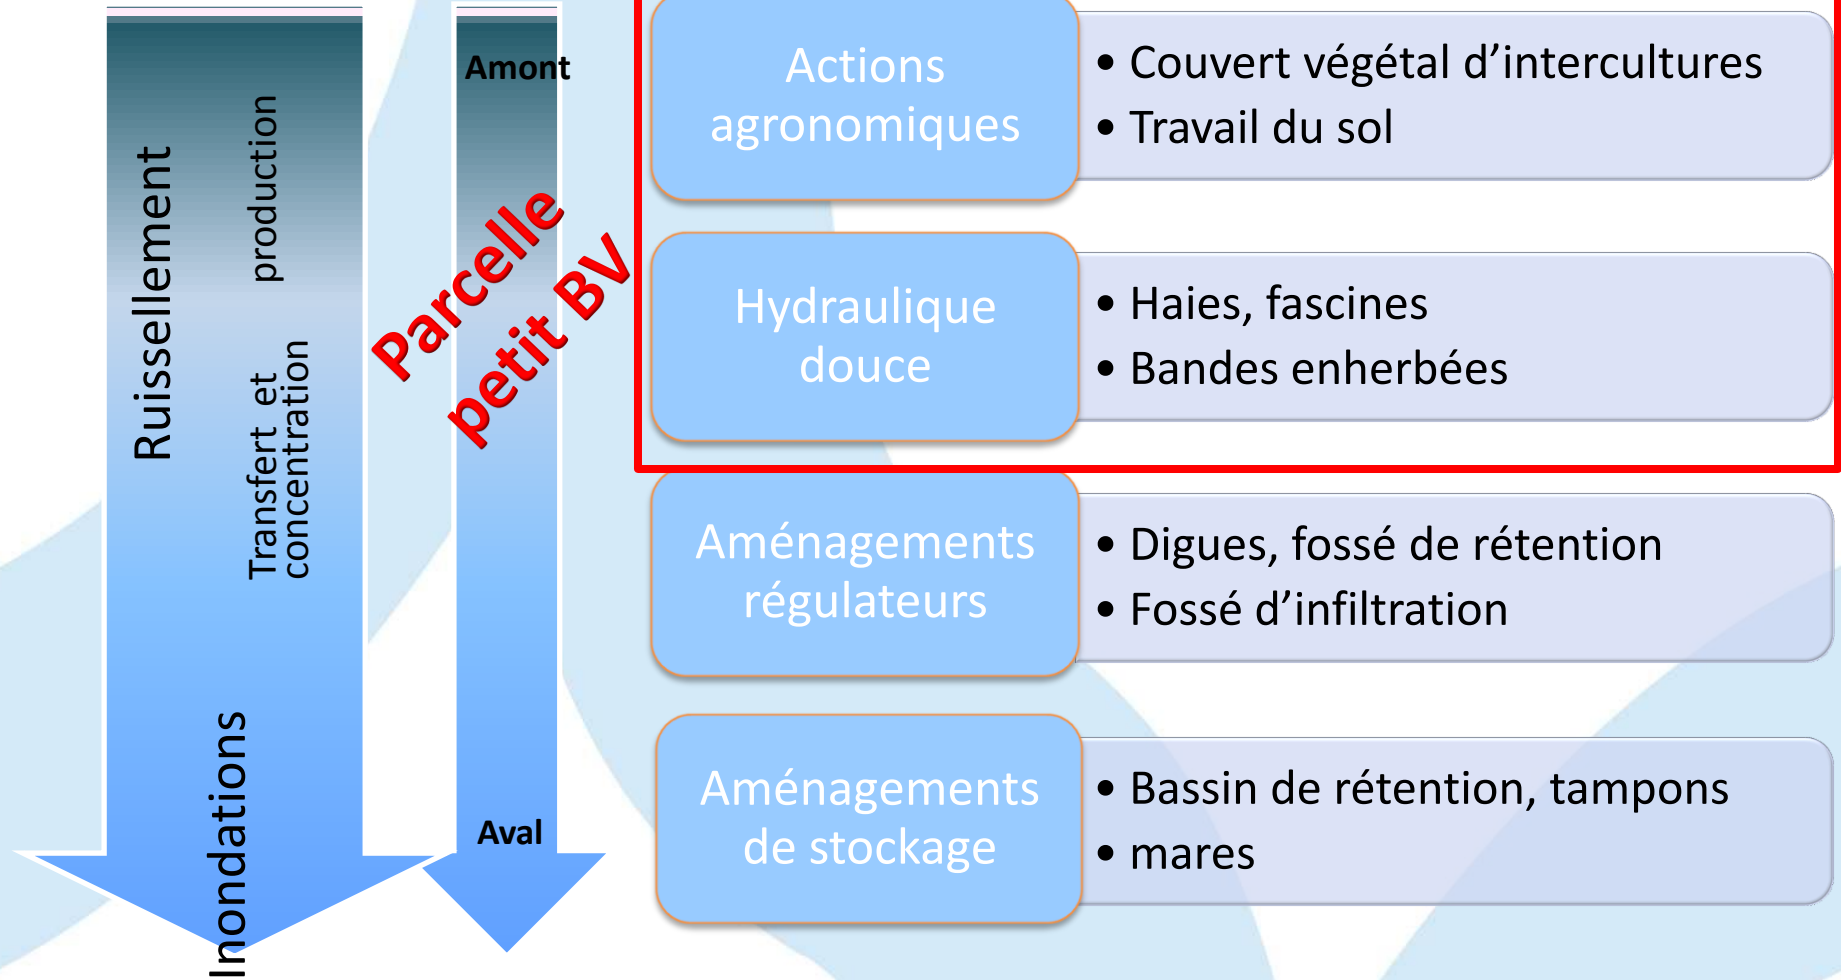 Ruissellement
production
Transfert et
concentration
Inondations
Amont
Parcelle
petit BV
Aval
Actions
agronomiques
• Couvert végétal d’intercultures
• Travail du sol
Hydraulique
douce
• Haies, fascines
• Bandes enherbées
Aménagements
régulateurs
• Digues, fossé de rétention
• Fossé d’infiltration
Aménagements
de stockage
• Bassin de rétention, tampons
• mares